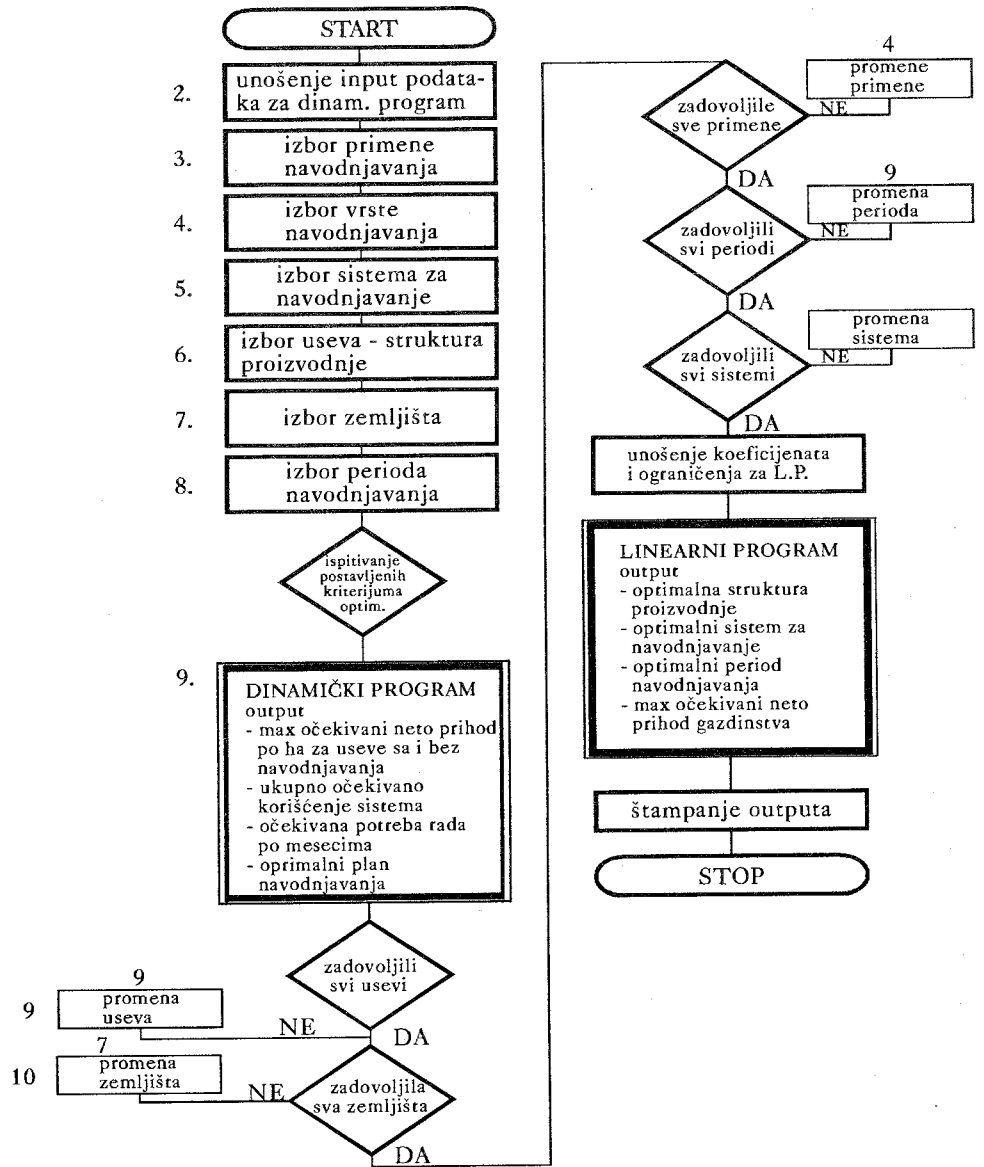 START
2.
unošenje input podata-
ka za dinam. program
3.
izbor primene
navodnjavanja
4.
izbor vrste
navodnjavanja
5.
izbor sistema za
navodnjavanje
6.
izbor useva - struktura
proizvodnje
7.
izbor zemljišta
8.
izbor perioda
navodnjavanja
ispitivanje
postavljenih
kriterijuma
optim.
9.
DINAMIČKI PROGRAM
output
- max očekivani neto prihod
po ha za useve sa i bez
navodnjavanja
- ukupno očekivano
korišćenje sistema
- očekivana potreba rada
po mesecima
- oprimalni plan
navodnjavanja
zadovoljili
svi usevi
9
9
promena
useva
NE
DA
7
10
promena
zemljišta
NE
zadovoljila
sva zemljišta
DA
zadovoljile
sve primene
4
promene
primene
NE
DA
zadovoljili
svi periodi
9
promena
perioda
NE
DA
zadovoljili
svi sistemi
promena
sistema
NE
DA
unošenje koeficijenata
i ograničenja za L.P.
LINEARNI PROGRAM
output
- optimalna struktura
proizvodnje
- optimalni sistem za
navodnjavanje
- optimalni period
navodnjavanja
- max očekivani neto
prihod gazdinstva
štampanje outputa
STOP